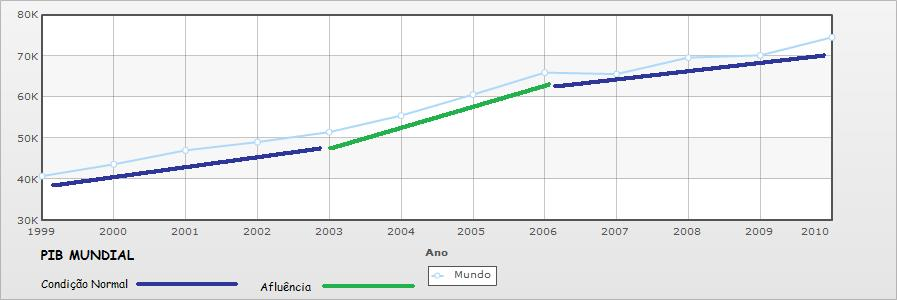 80K
70K
60K
50K
40K
30K
1999 2000 2001 2002 2003 2004 2005 2006 2007 2008 2009 2010
Ano
PIB MUNDIAL
Mundo
Condição Normal
Afluência